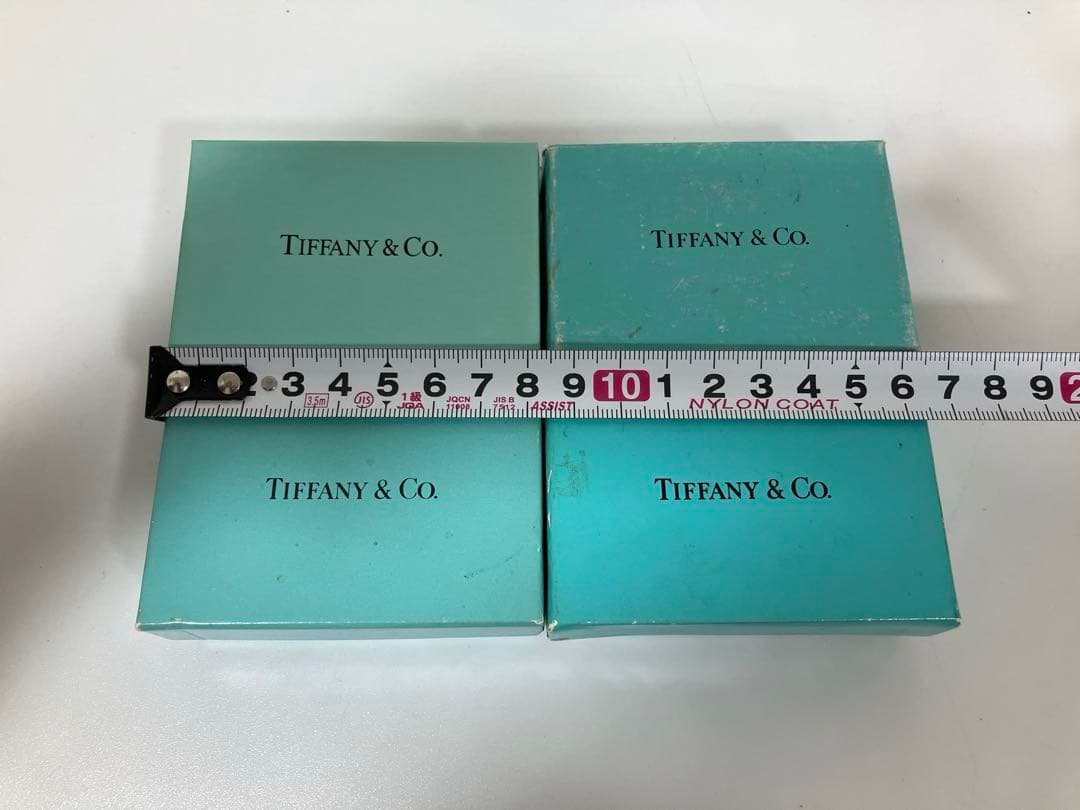 TIFFANY & CO.
TIFFANY & CO.
2 3 4 5 6 7 8 9 10 1 2 3 4 5 6 7 8 9 2
3.5m JIS 1級 JQA JQCN 11008 JIS B 7512 ASSIST NYLON COAT
TIFFANY & CO.
TIFFANY & CO.